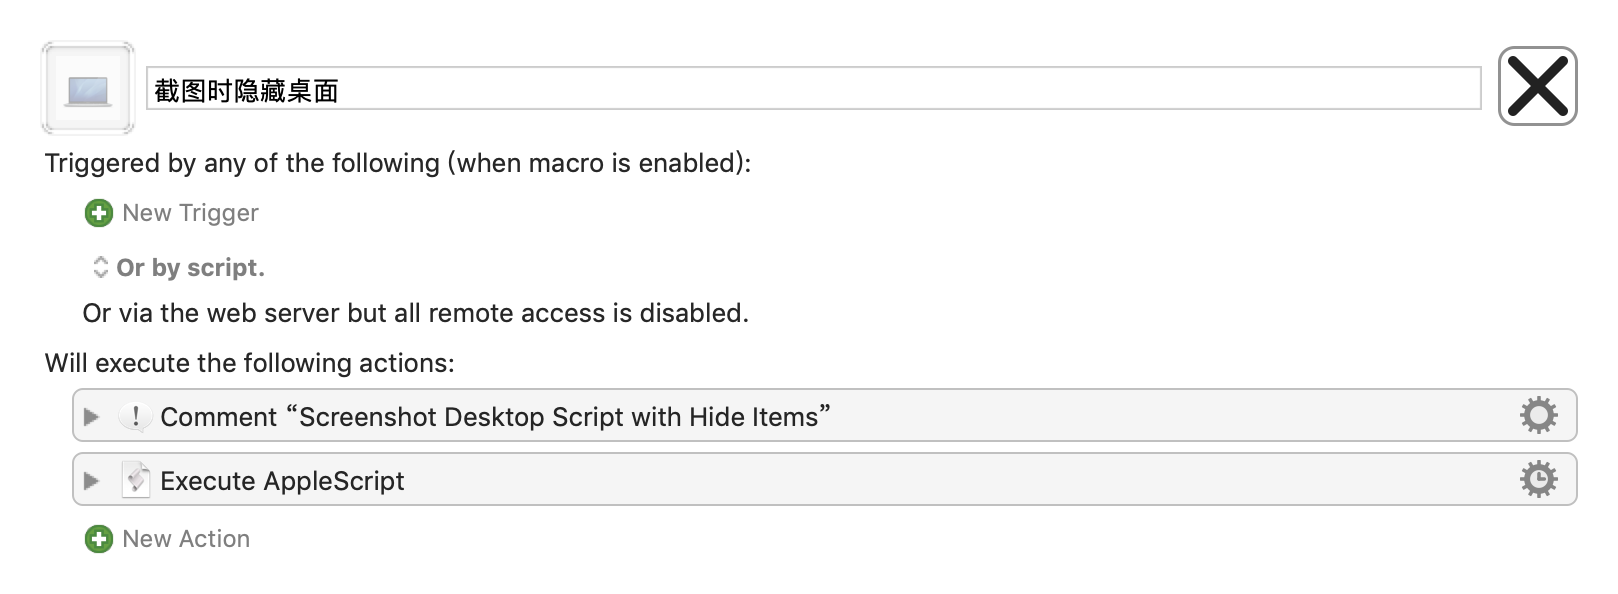 截图时隐藏桌面
Triggered by any of the following (when macro is enabled):
New Trigger
Or by script.
Or via the web server but all remote access is disabled.
Will execute the following actions:
Comment “Screenshot Desktop Script with Hide Items”
Execute AppleScript
New Action